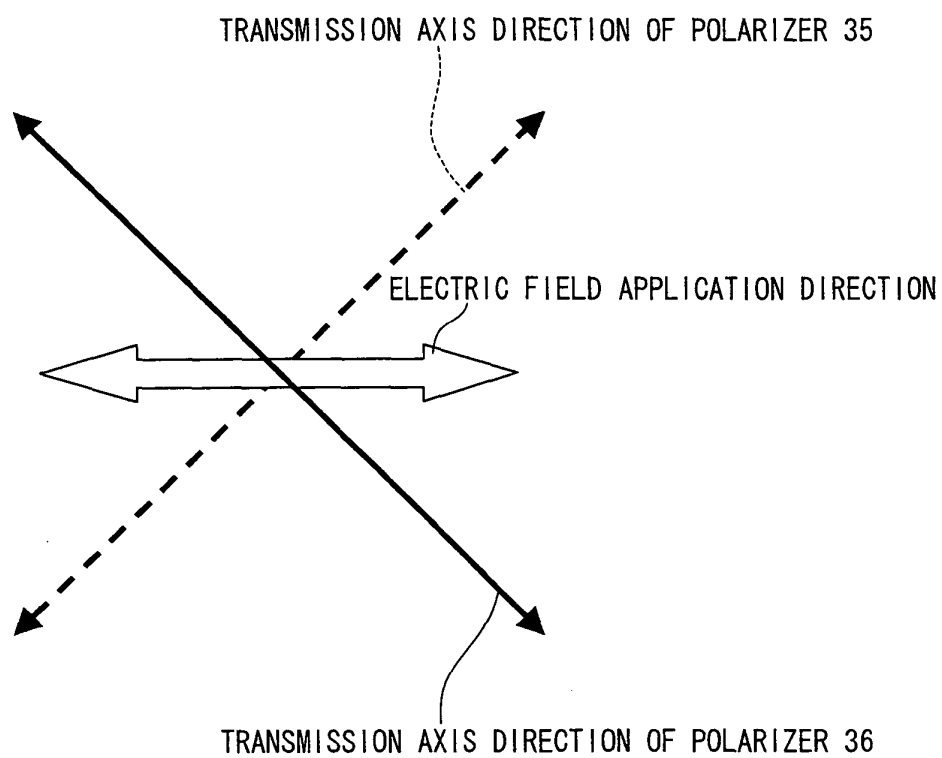 TRANSMISSION AXIS DIRECTION OF POLARIZER 35
ELECTRIC FIELD APPLICATION DIRECTION
TRANSMISSION AXIS DIRECTION OF POLARIZER 36